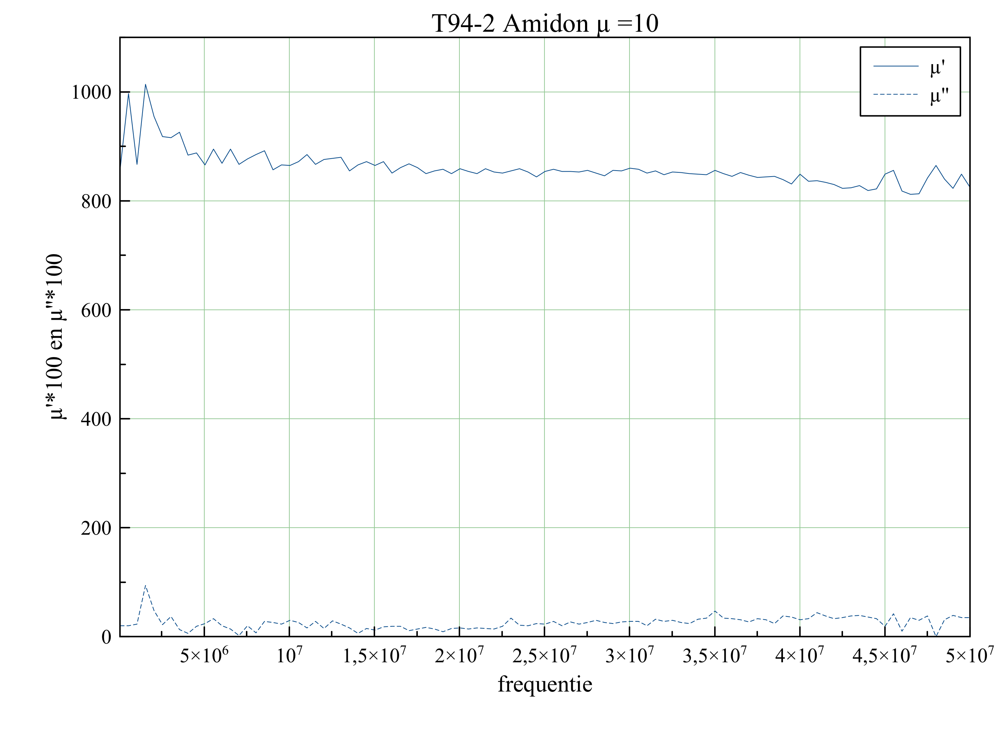 T94-2 Amidon µ =10
µ'
µ''
1000
800
600
400
200
0
µ'*100 en µ''*100
5×10⁶ 10⁷ 1,5×10⁷ 2×10⁷ 2,5×10⁷ 3×10⁷ 3,5×10⁷ 4×10⁷ 4,5×10⁷ 5×10⁷
frequentie